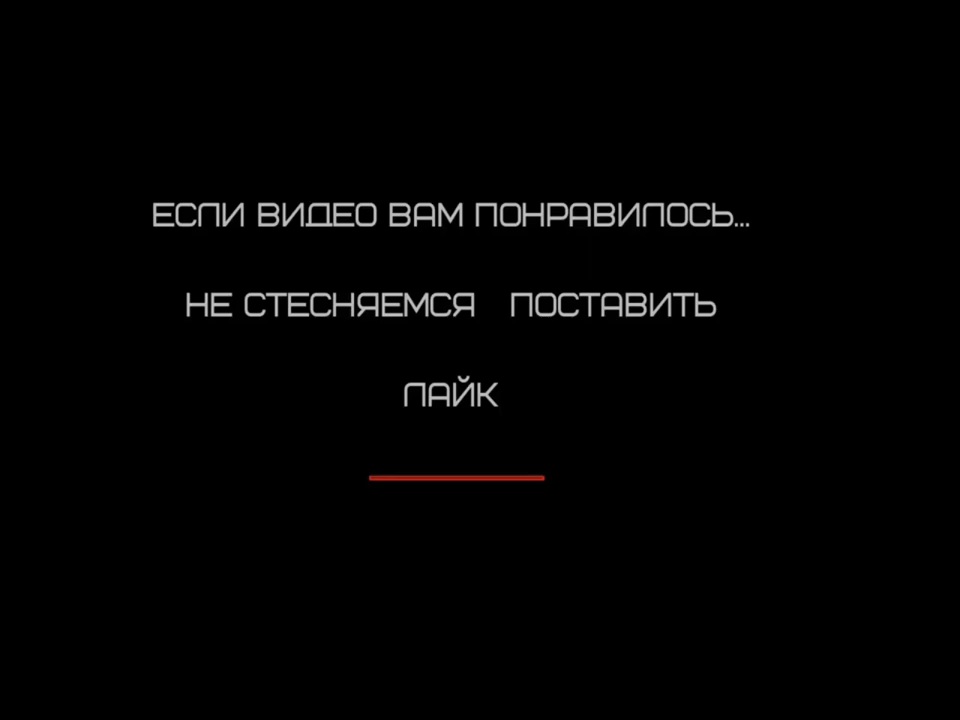 ЕСЛИ ВИДЕО ВАМ ПОНРАВИЛОСЬ...
НЕ СТЕСНЯЕМСЯ ПОСТАВИТЬ
ЛАЙК